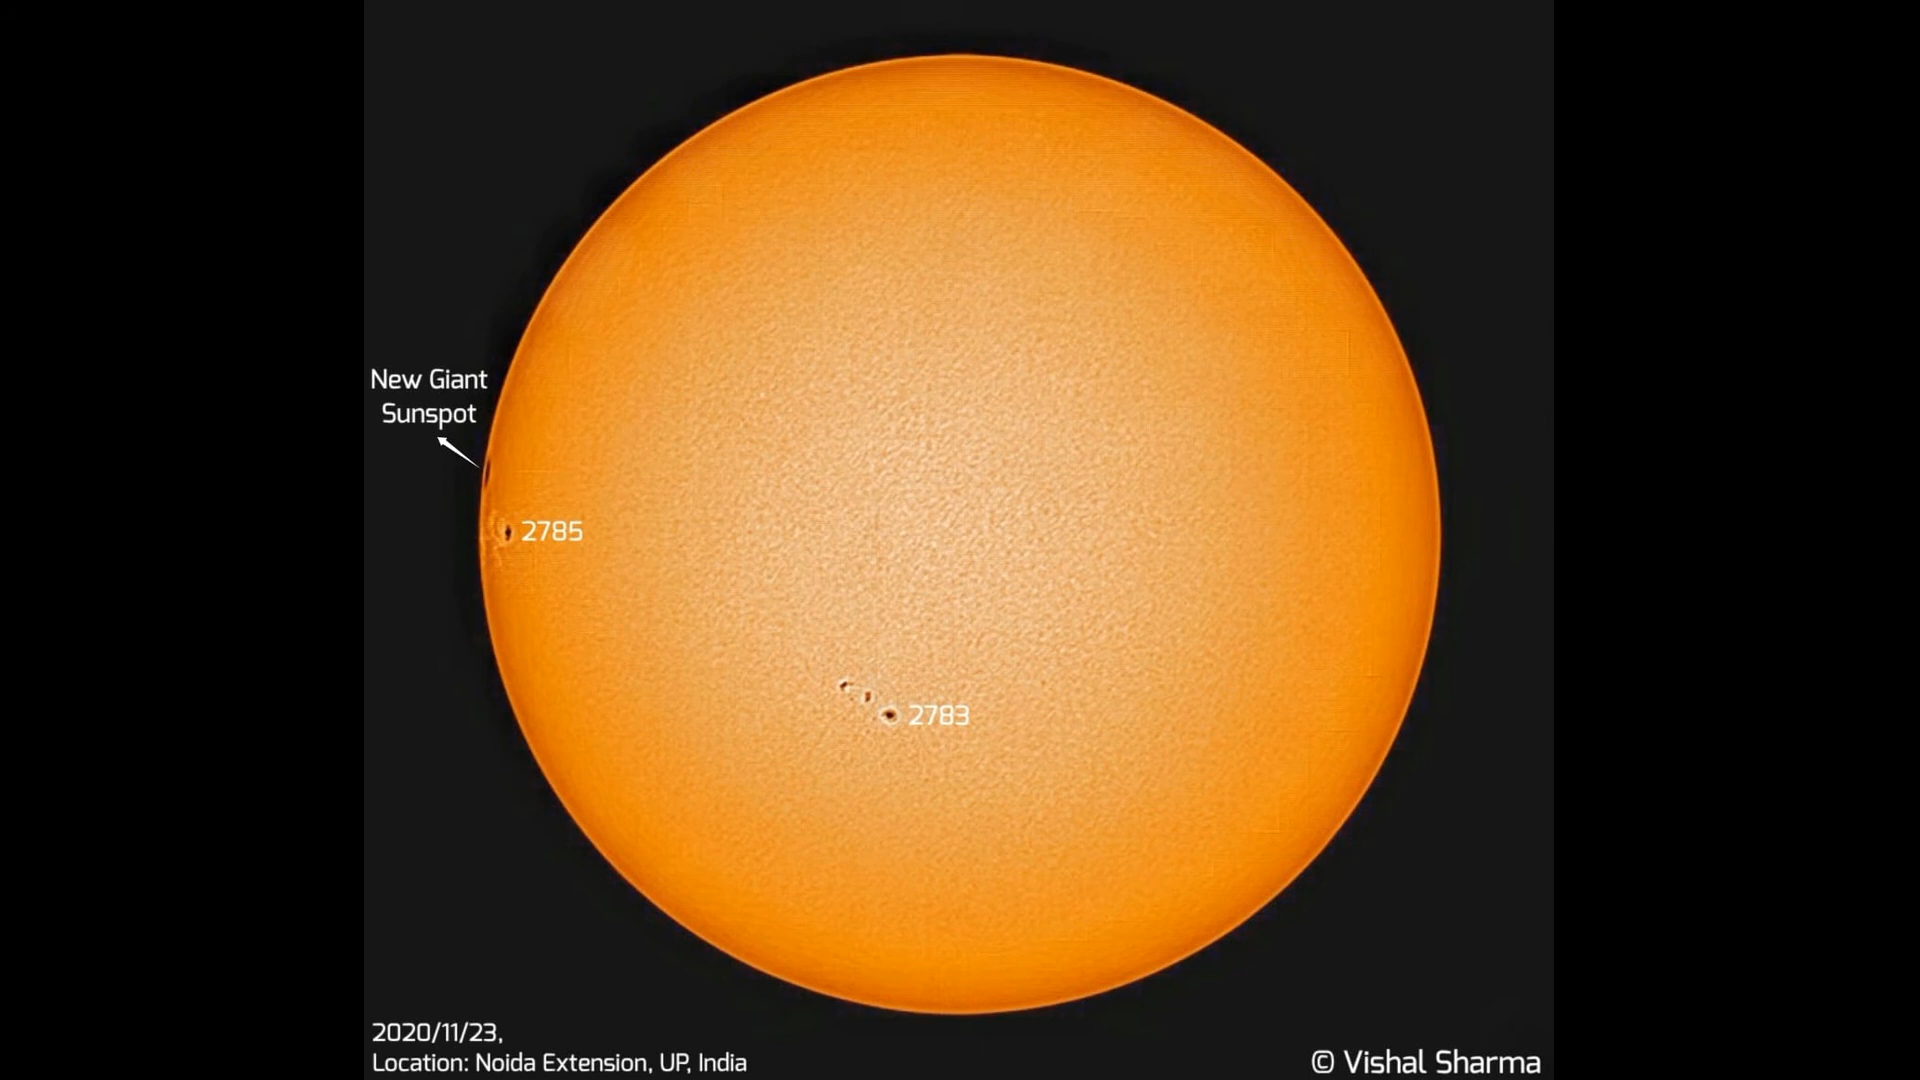 New Giant
Sunspot
2785
2783
2020/11/23,
Location: Noida Extension, UP, India
© Vishal Sharma